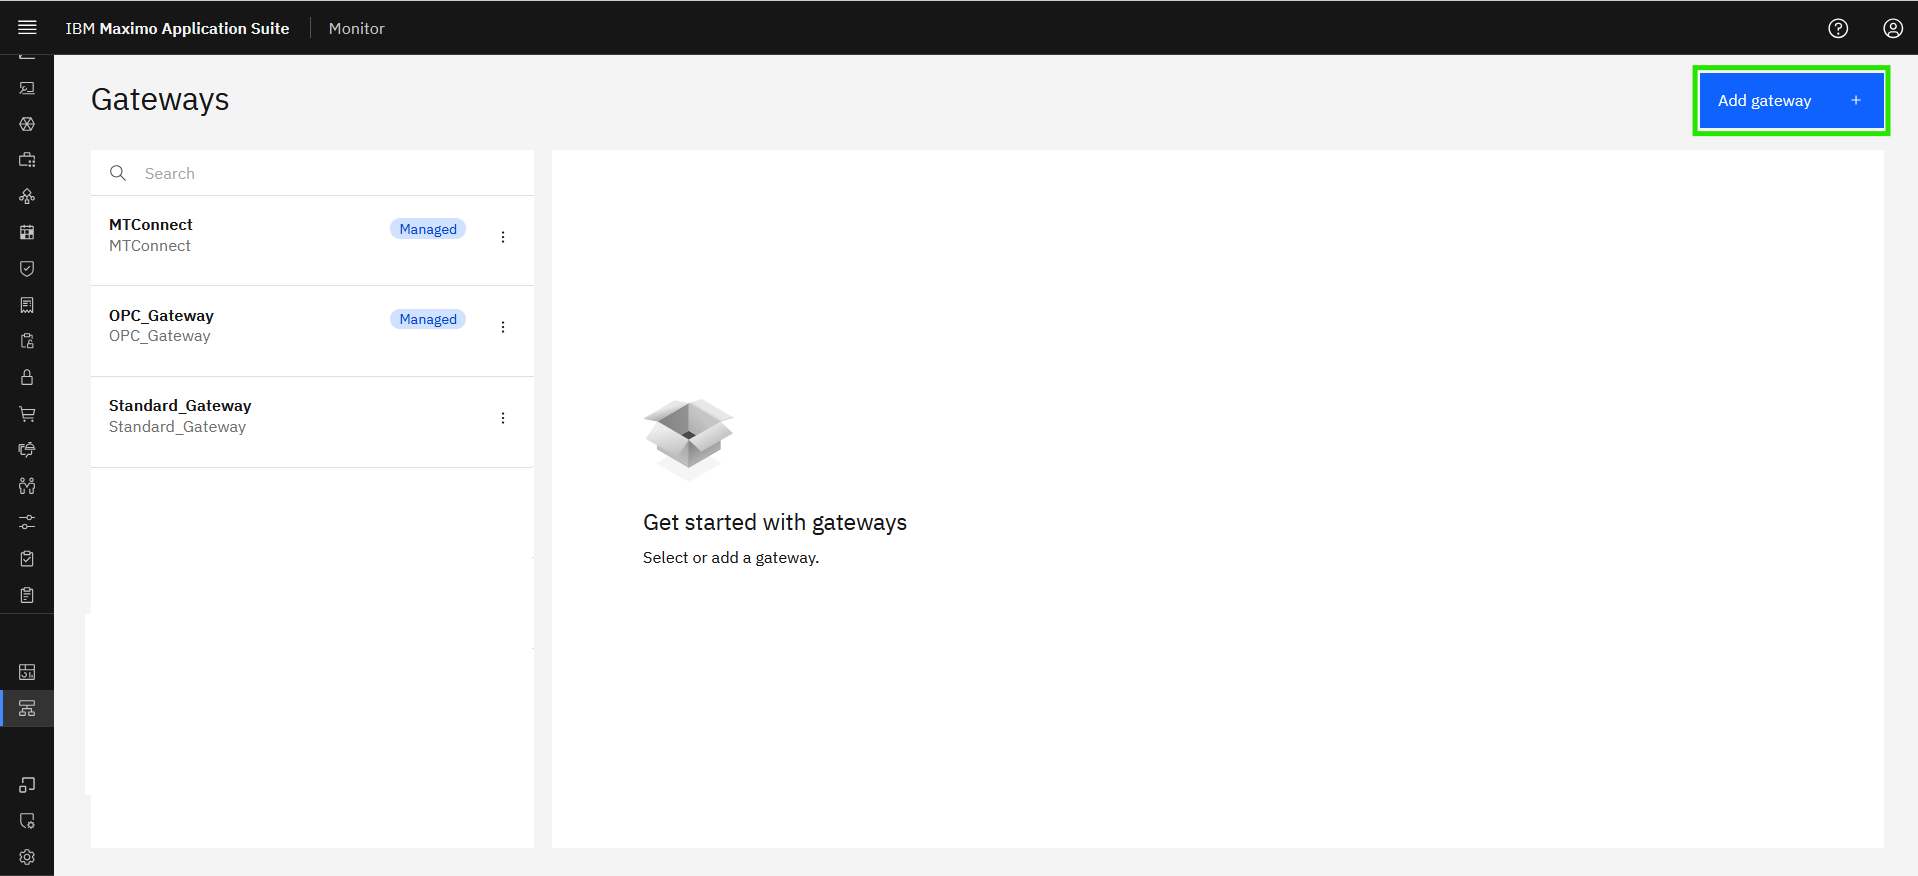 IBM Maximo Application Suite Monitor
Gateways
Add gateway +
Search
MTConnect Managed
MTConnect
OPC_Gateway Managed
OPC_Gateway
Standard_Gateway
Standard_Gateway
Get started with gateways
Select or add a gateway.